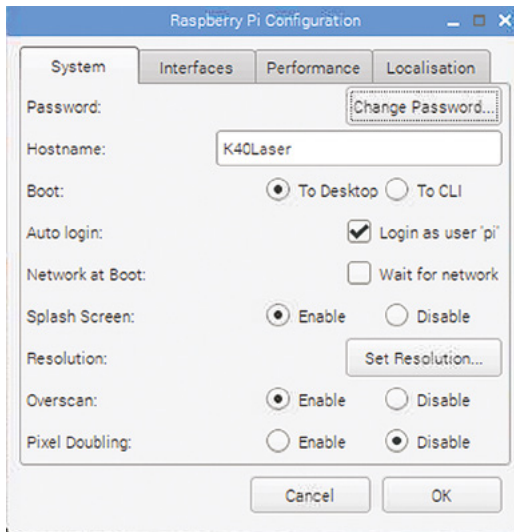 Raspberry Pi Configuration
System Interfaces Performance Localisation
Password: Change Password...
Hostname: K40Laser
Boot: To Desktop To CLI
Auto login: Login as user 'pi'
Network at Boot: Wait for network
Splash Screen: Enable Disable
Resolution: Set Resolution...
Overscan: Enable Disable
Pixel Doubling: Enable Disable
Cancel OK